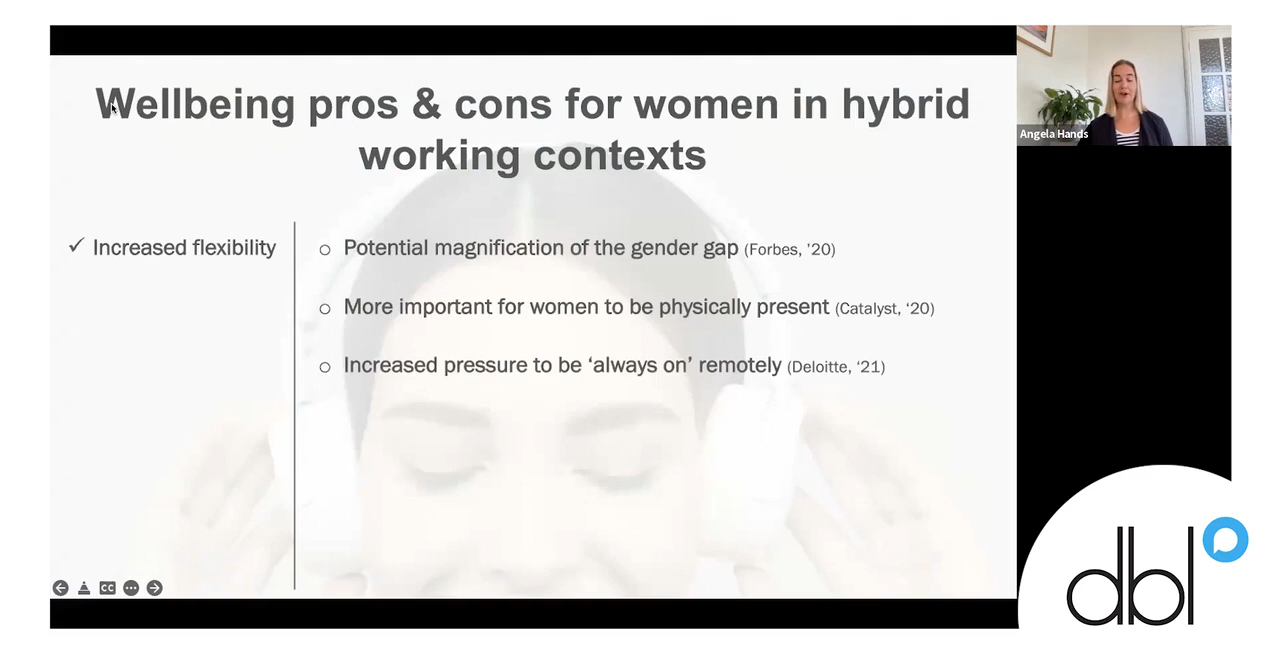 Wellbeing pros & cons for women in hybrid
working contexts
✓ Increased flexibility
○ Potential magnification of the gender gap (Forbes, ’20)
○ More important for women to be physically present (Catalyst, ‘20)
○ Increased pressure to be ‘always on’ remotely (Deloitte, ‘21)
CC
Angela Hands
dbl